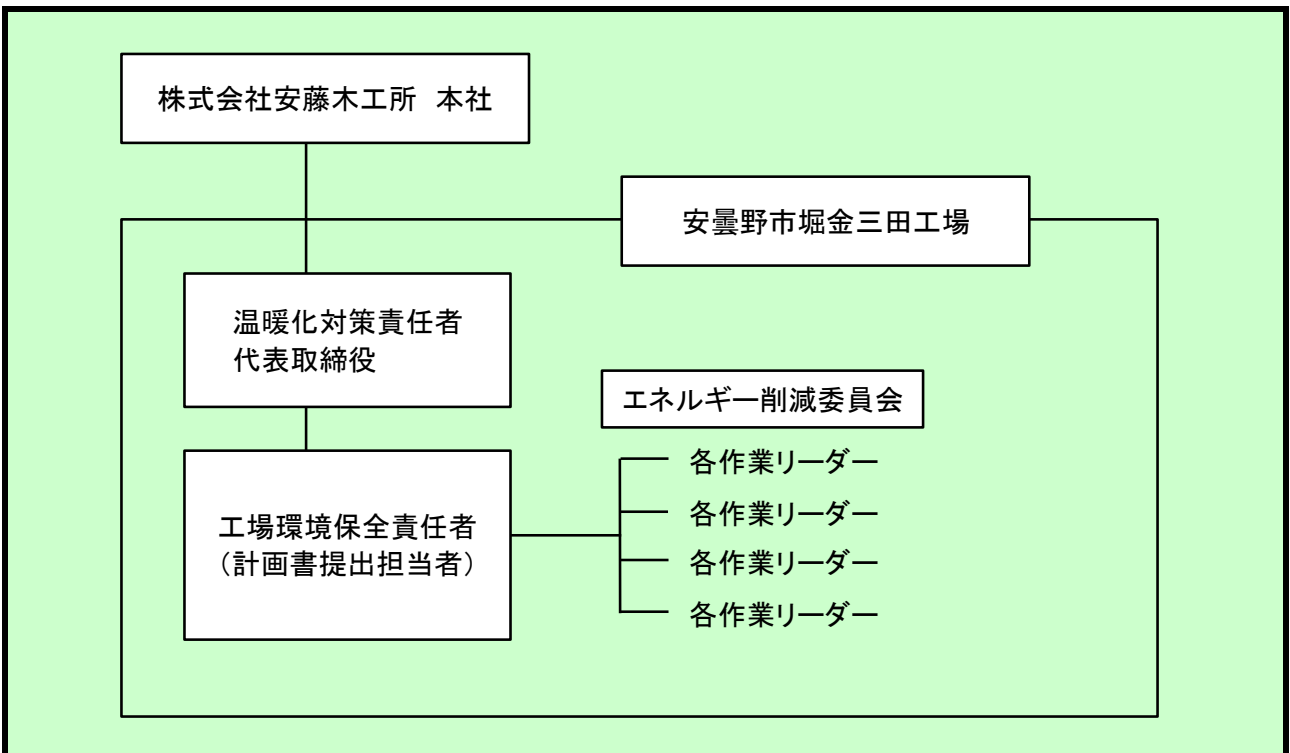 株式会社安藤木工所 本社
安曇野市堀金三田工場
温暖化対策責任者
代表取締役
エネルギー削減委員会
工場環境保全責任者
(計画書提出担当者)
各作業リーダー
各作業リーダー
各作業リーダー
各作業リーダー